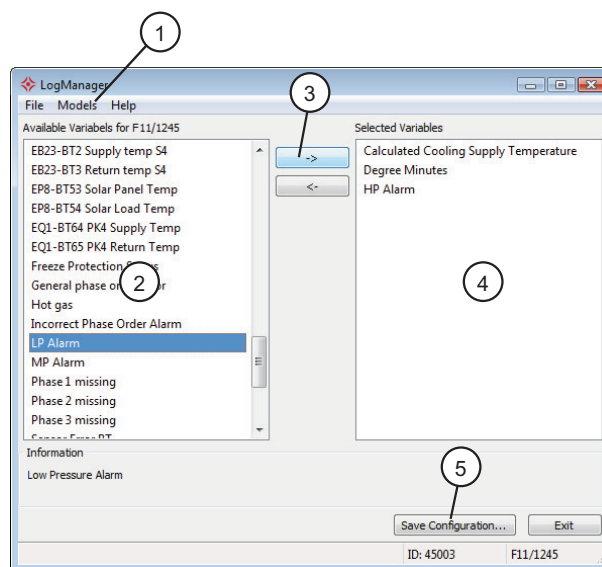 1
LogManager
File Models Help
3
Available Variabels for F11/1245
Selected Variables
EB23-BT2 Supply temp S4
EB23-BT3 Return temp S4
EP8-BT53 Solar Panel Temp
EP8-BT54 Solar Load Temp
EQ1-BT64 PK4 Supply Temp
EQ1-BT65 PK4 Return Temp
Freeze Protection
General phase
2
Hot gas
Incorrect Phase Order Alarm
LP Alarm
MP Alarm
Phase 1 missing
Phase 2 missing
Phase 3 missing
Sensor Error BT
->
<-
Calculated Cooling Supply Temperature
Degree Minutes
HP Alarm
4
Information
Low Pressure Alarm
5
Save Configuration... Exit
ID: 45003 F11/1245